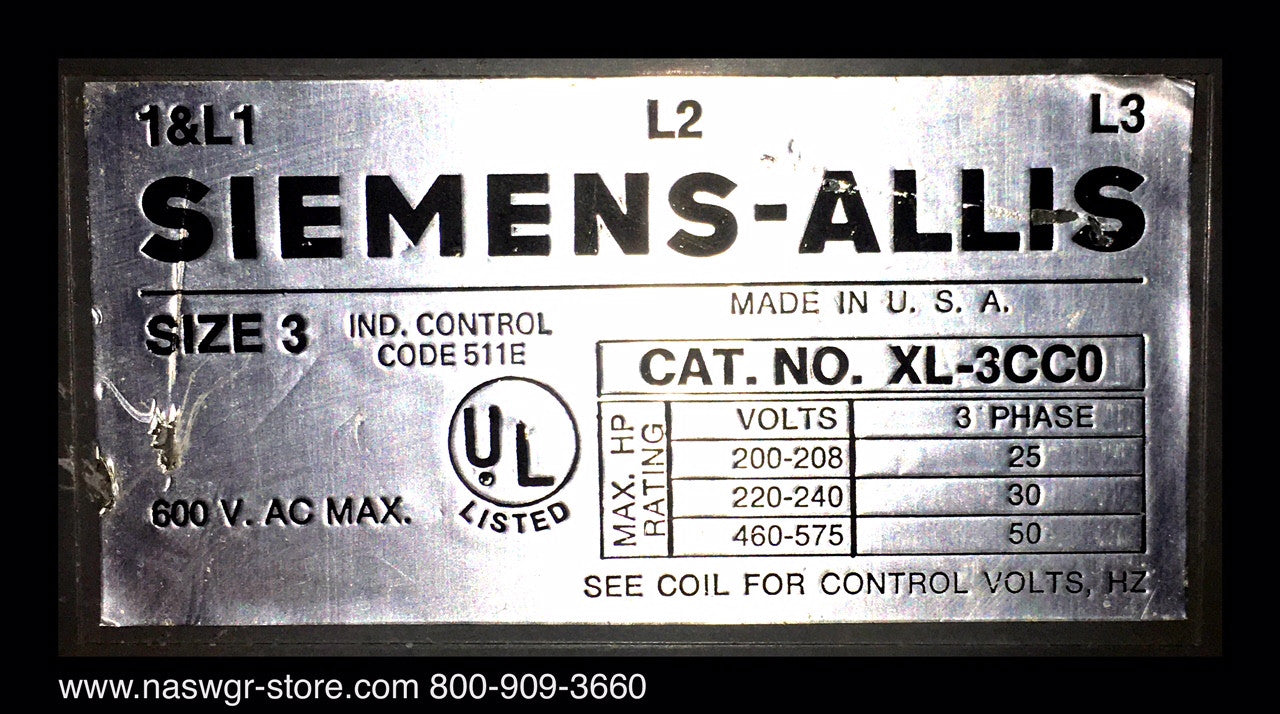 1&L1 L2 L3
SIEMENS-ALLIS
MADE IN U. S. A.
SIZE 3
IND. CONTROL
CODE 511E
CAT. NO. XL-3CC0
MAX. HP
RATING
VOLTS 3 PHASE
200-208 25
220-240 30
460-575 50
UL
LISTED
600 V. AC MAX.
SEE COIL FOR CONTROL VOLTS, HZ
www.naswgr-store.com 800-909-3660